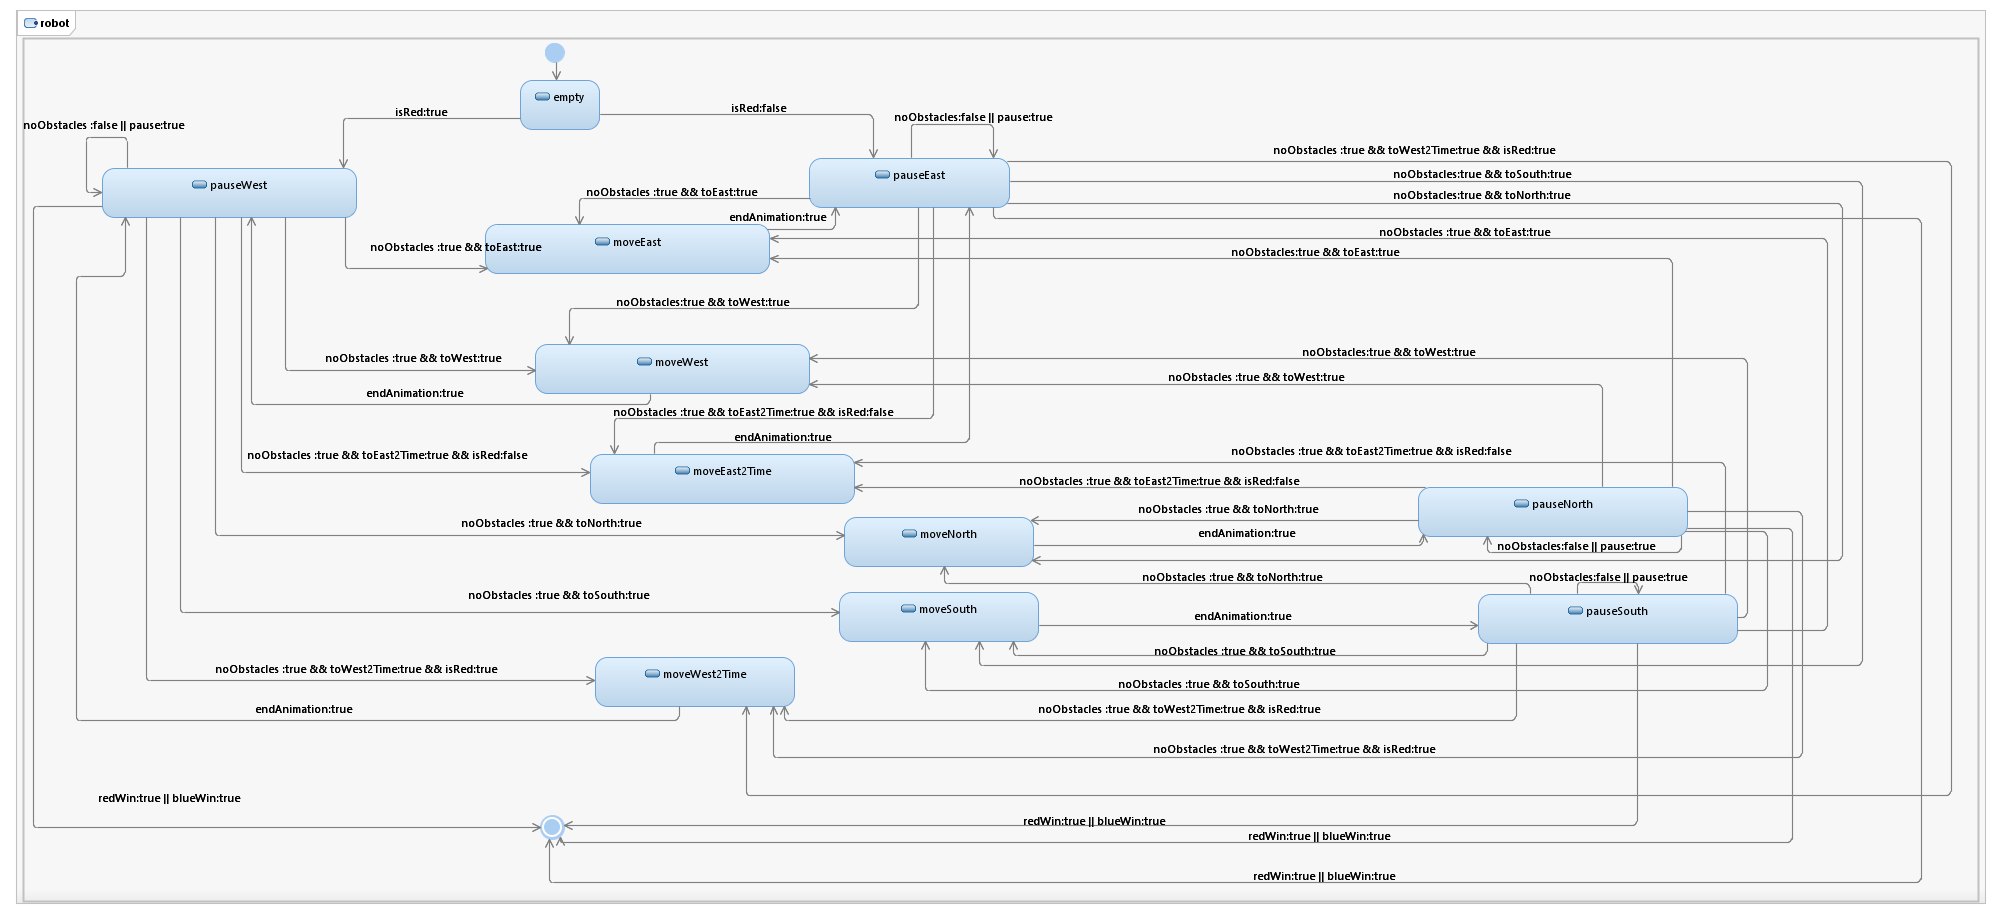 robot
empty
isRed:true
isRed:false
noObstacles :false || pause:true
noObstacles:false || pause:true
pauseWest
pauseEast
noObstacles :true && toWest2Time:true && isRed:true
noObstacles:true && toSouth:true
noObstacles:true && toNorth:true
noObstacles :true && toEast:true
endAnimation:true
moveEast
noObstacles :true && toEast:true
noObstacles :true && toEast:true
noObstacles:true && toEast:true
noObstacles:true && toWest:true
noObstacles :true && toWest:true
moveWest
noObstacles:true && toWest:true
noObstacles :true && toWest:true
endAnimation:true
noObstacles :true && toEast2Time:true && isRed:false
endAnimation:true
noObstacles :true && toEast2Time:true && isRed:false
moveEast2Time
noObstacles :true && toEast2Time:true && isRed:false
noObstacles :true && toEast2Time:true && isRed:false
pauseNorth
noObstacles :true && toNorth:true
noObstacles :true && toNorth:true
moveNorth
endAnimation:true
noObstacles:false || pause:true
noObstacles :true && toNorth:true
noObstacles:false || pause:true
noObstacles :true && toSouth:true
moveSouth
endAnimation:true
pauseSouth
noObstacles :true && toSouth:true
noObstacles :true && toWest2Time:true && isRed:true
moveWest2Time
noObstacles :true && toSouth:true
endAnimation:true
noObstacles :true && toWest2Time:true && isRed:true
noObstacles :true && toWest2Time:true && isRed:true
redWin:true || blueWin:true
redWin:true || blueWin:true
redWin:true || blueWin:true
redWin:true || blueWin:true